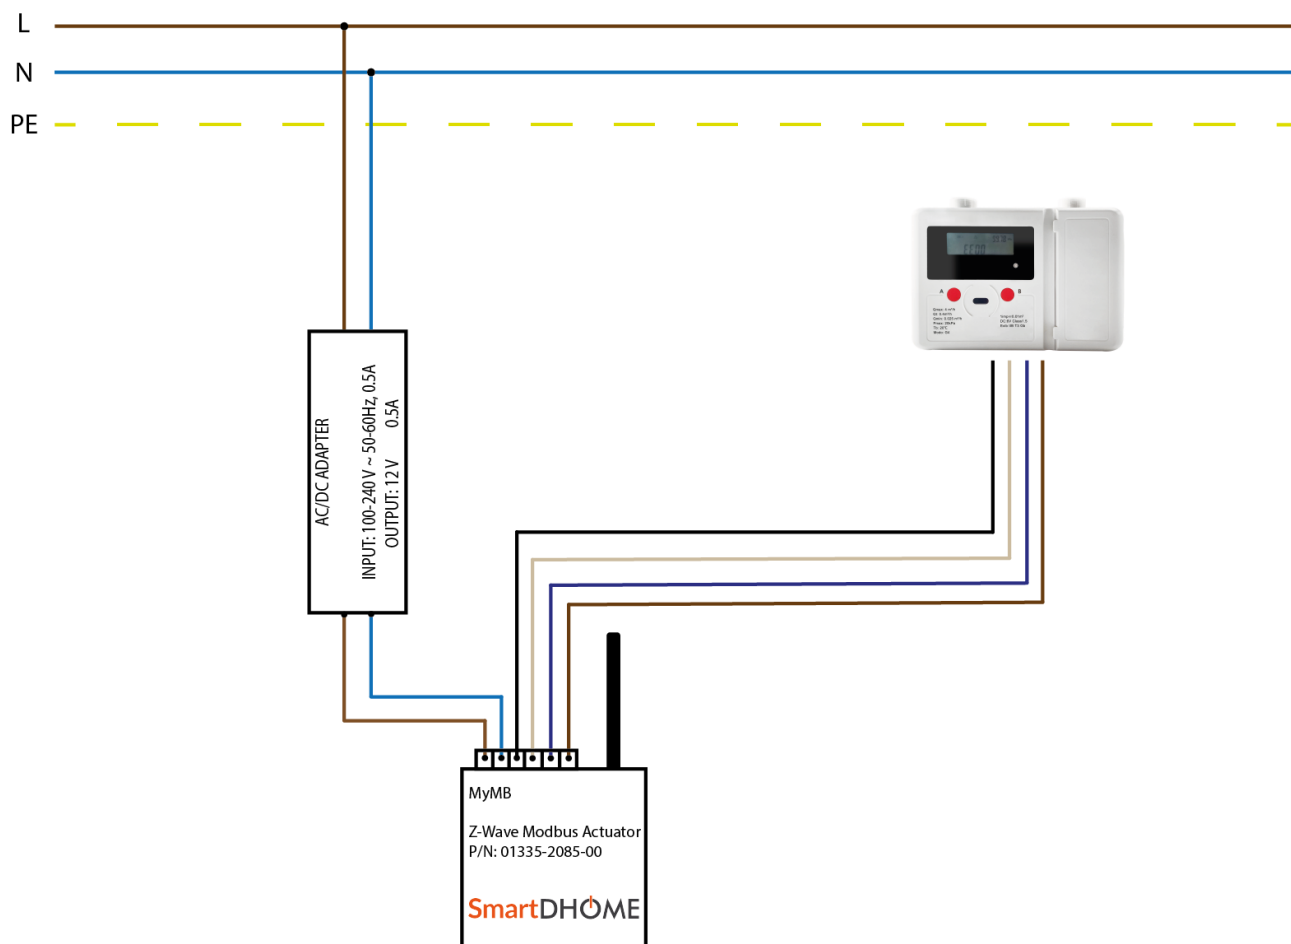 L
N
PE
AC/DC ADAPTER
INPUT: 100-240 V ~ 50-60Hz, 0.5A
OUTPUT: 12 V 0.5A
A
B
MyMB
Z-Wave Modbus Actuator
P/N: 01335-2085-00
SmartDHOME